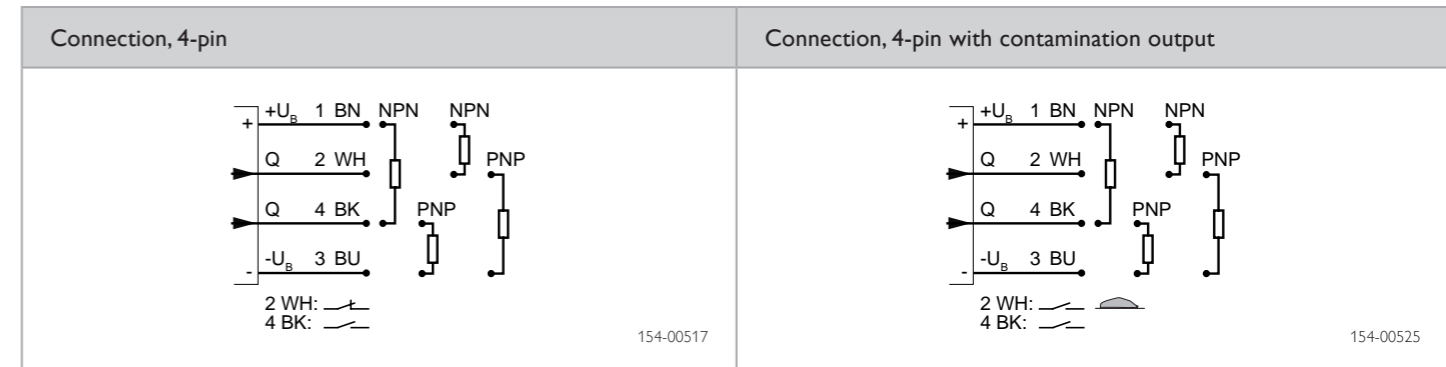 Connection, 4-pin
+U_B 1 BN NPN NPN
+
Q 2 WH PNP
Q 4 BK PNP
-U_B 3 BU
-
2 WH:
4 BK:
154-00517
Connection, 4-pin with contamination output
+U_B 1 BN NPN NPN
+
Q 2 WH PNP
Q 4 BK PNP
-U_B 3 BU
-
2 WH:
4 BK:
154-00525